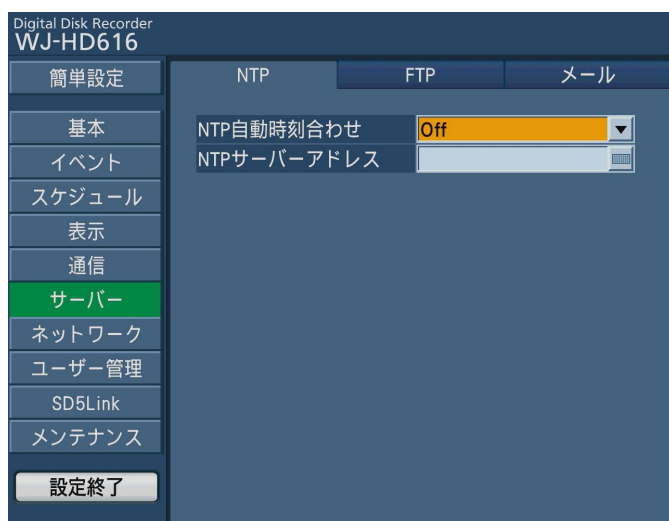 Digital Disk Recorder
WJ-HD616
簡単設定
基本
イベント
スケジュール
表示
通信
サーバー
ネットワーク
ユーザー管理
SD5Link
メンテナンス
設定終了
NTP FTP メール
NTP自動時刻合わせ Off
NTPサーバーアドレス